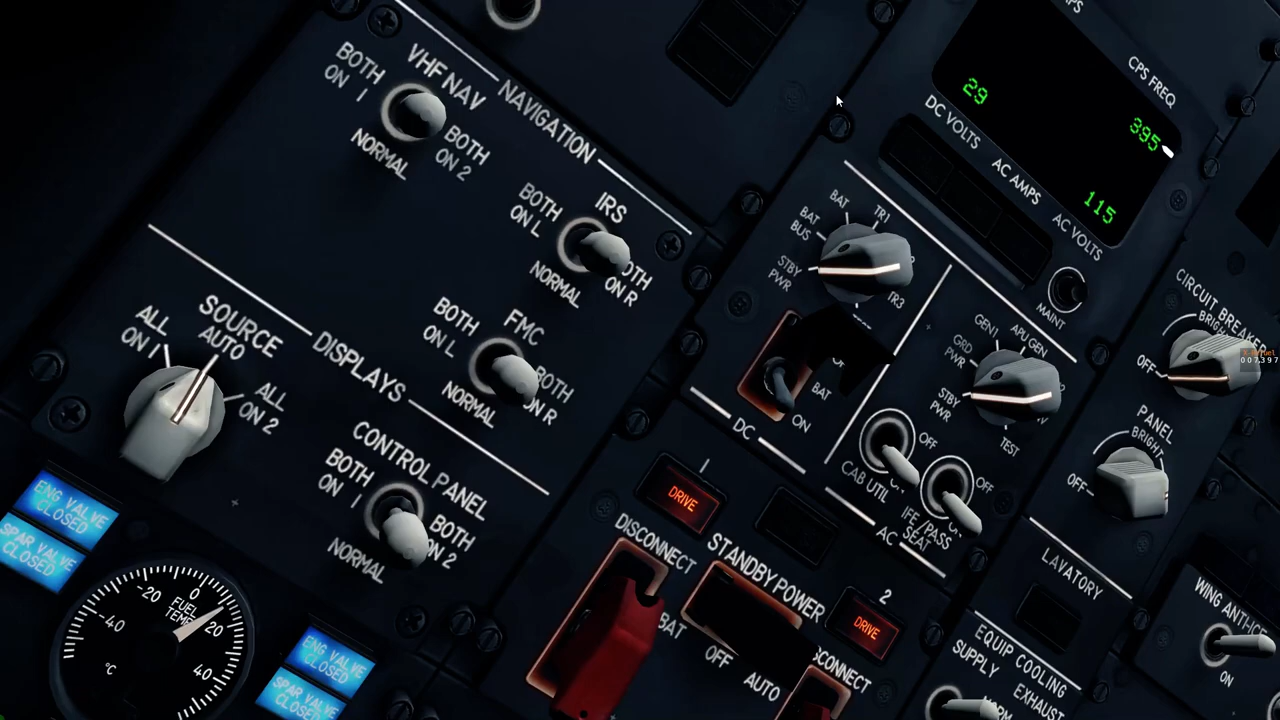 VHF NAV
BOTH
ON 1
BOTH
ON 2
NORMAL
NAVIGATION
IRS
BOTH
ON L
ON R
NORMAL
FMC
BOTH
ON L
NORMAL
SOURCE
ALL
ON 1
AUTO
ALL
ON 2
DISPLAYS
CONTROL PANEL
BOTH
ON 1
BOTH
ON 2
NORMAL
ENG VALVE
CLOSED
SPAR VALVE
CLOSED
FUEL
TEMP
-40
-20
0
20
40
°C
ENG VALVE
CLOSED
SPAR VALVE
CLOSED
CPS FREQ
29
395
115
DC VOLTS
AC AMPS
AC VOLTS
MAINT
BAT
BAT
BUS
STBY
PWR
TR1
TR3
BAT
ON
DC
GEN1
APU GEN
GRD
PWR
STBY
PWR
TEST
CAB UTIL
OFF
IFE/PASS
SEAT
OFF
AC
CIRCUIT BREAKER
BRIGHT
OFF
PANEL
BRIGHT
OFF
1
DRIVE
DISCONNECT
STANDBY POWER
BAT
OFF
AUTO
2
DRIVE
LAVATORY
EQUIP COOLING
SUPPLY
EXHAUST
WING ANTI-
ON